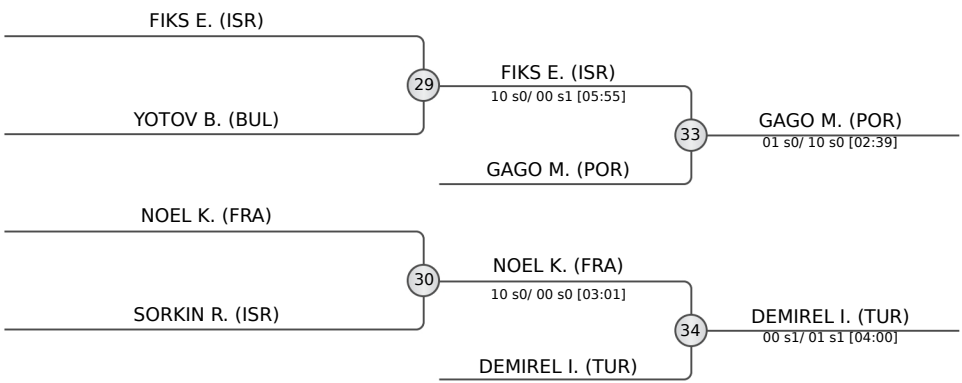 FIKS E. (ISR)
29
YOTOV B. (BUL)
FIKS E. (ISR)
10 s0/ 00 s1 [05:55]
33
GAGO M. (POR)
GAGO M. (POR)
01 s0/ 10 s0 [02:39]
NOEL K. (FRA)
30
SORKIN R. (ISR)
NOEL K. (FRA)
10 s0/ 00 s0 [03:01]
34
DEMIREL I. (TUR)
DEMIREL I. (TUR)
00 s1/ 01 s1 [04:00]